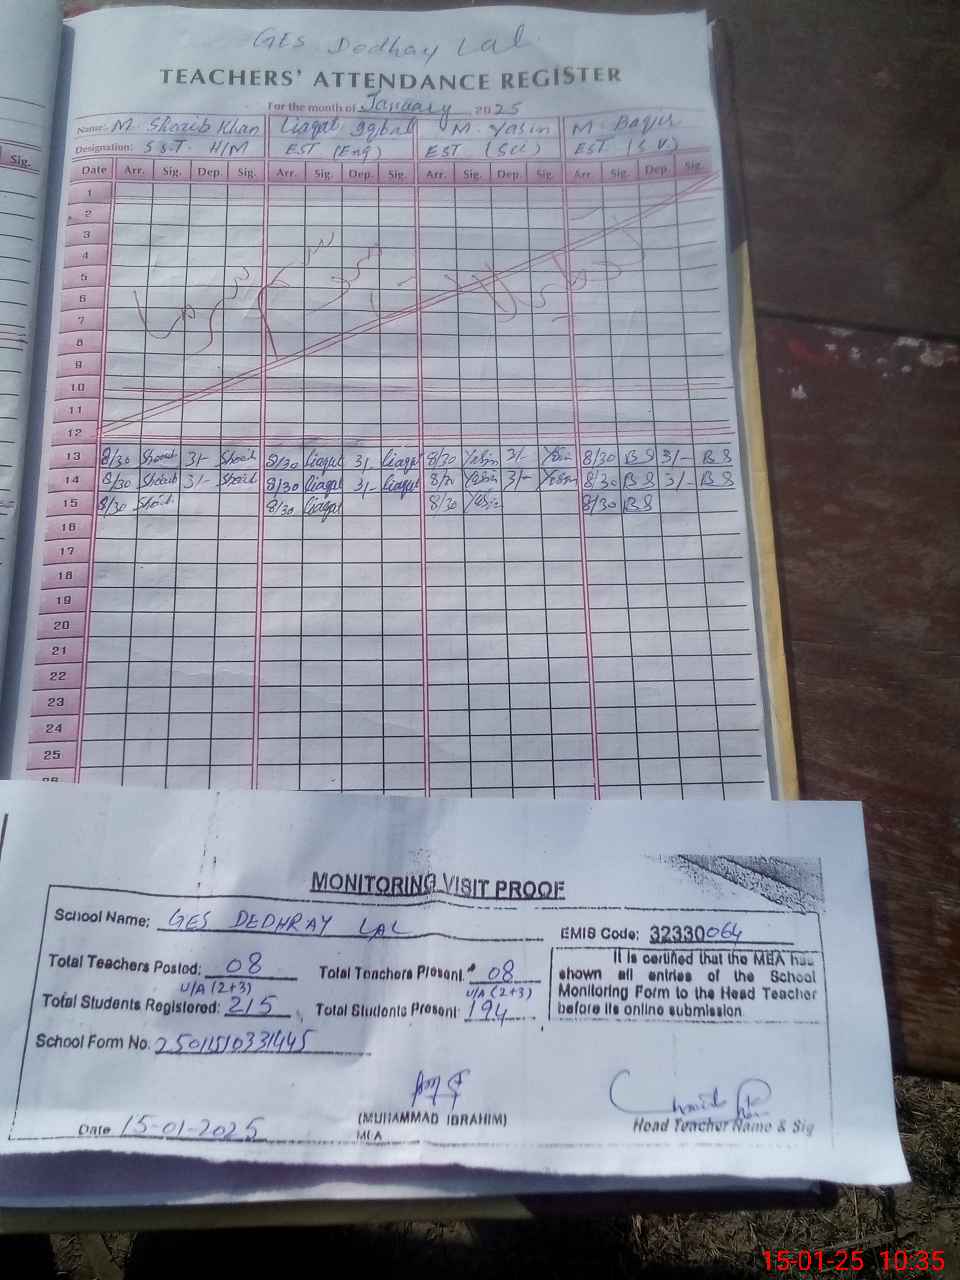 GES Dedhay Lal.
TEACHERS' ATTENDANCE REGISTER
For the month of January 2025
Name:- M. Shoaib Khan Liaqat Iqbal M. Yasin M. Baqir
Designation: S.S.T. H/M EST (Eng) EST (Sci) EST (S.V)
Sig.
Date Arr. Sig. Dep. Sig. Arr. Sig. Dep. Sig. Arr. Sig. Dep. Sig. Arr. Sig. Dep. Sig.
1
2
3
4
5
6
7
8
9
10
11
12
13 8/30 Shoaib 3/- Shoaib 8/30 Liaqat 3/- Liaqat 8/30 Yasin 3/- Yasin 8/30 BS 3/- BS
14 8/30 Shoaib 3/- Shoaib 8/30 Liaqat 3/- Liaqat 8/30 Yasin 3/- Yasin 8/30 BS 3/- BS
15 8/30 Shoaib 8/30 Liaqat 8/30 Yasin 8/30 BS
16
17
18
19
20
21
22
23
24
25
26
MONITORING VISIT PROOF
School Name: GES DEDHRAY LAL
EMIS Code: 32330064
Total Teachers Posted: 08 Total Teachers Present: 08
U/A (2+3) U/A (2+3)
Total Students Registered: 215 Total Students Present: 194
It is certified that the MEA has
shown all entries of the School
Monitoring Form to the Head Teacher
before its online submission.
School Form No. 25011510331445
(MUHAMMAD IBRAHIM)
MEA
Head Teacher Name & Sig
Date 15-01-2025
15-01-25 10:35